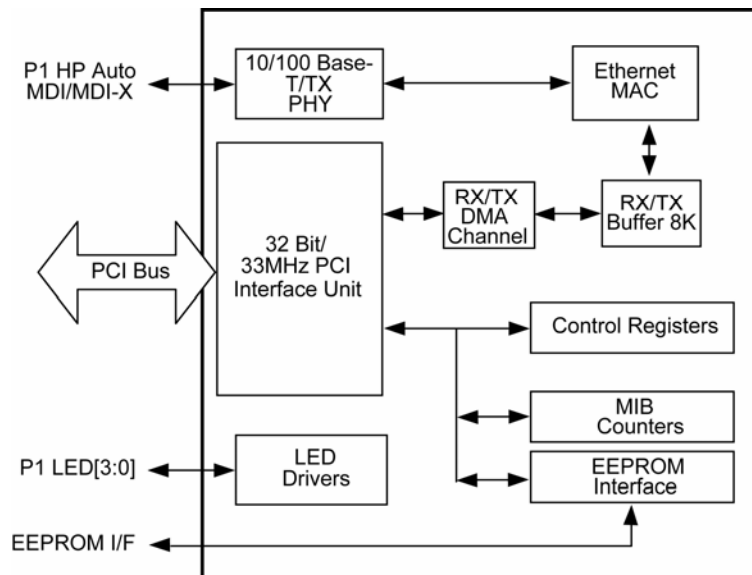 P1 HP Auto
MDI/MDI-X
10/100 Base-
T/TX
PHY
Ethernet
MAC
RX/TX
DMA
Channel
RX/TX
Buffer 8K
PCI Bus
32 Bit/
33MHz PCI
Interface Unit
Control Registers
MIB
Counters
P1 LED[3:0]
LED
Drivers
EEPROM
Interface
EEPROM I/F